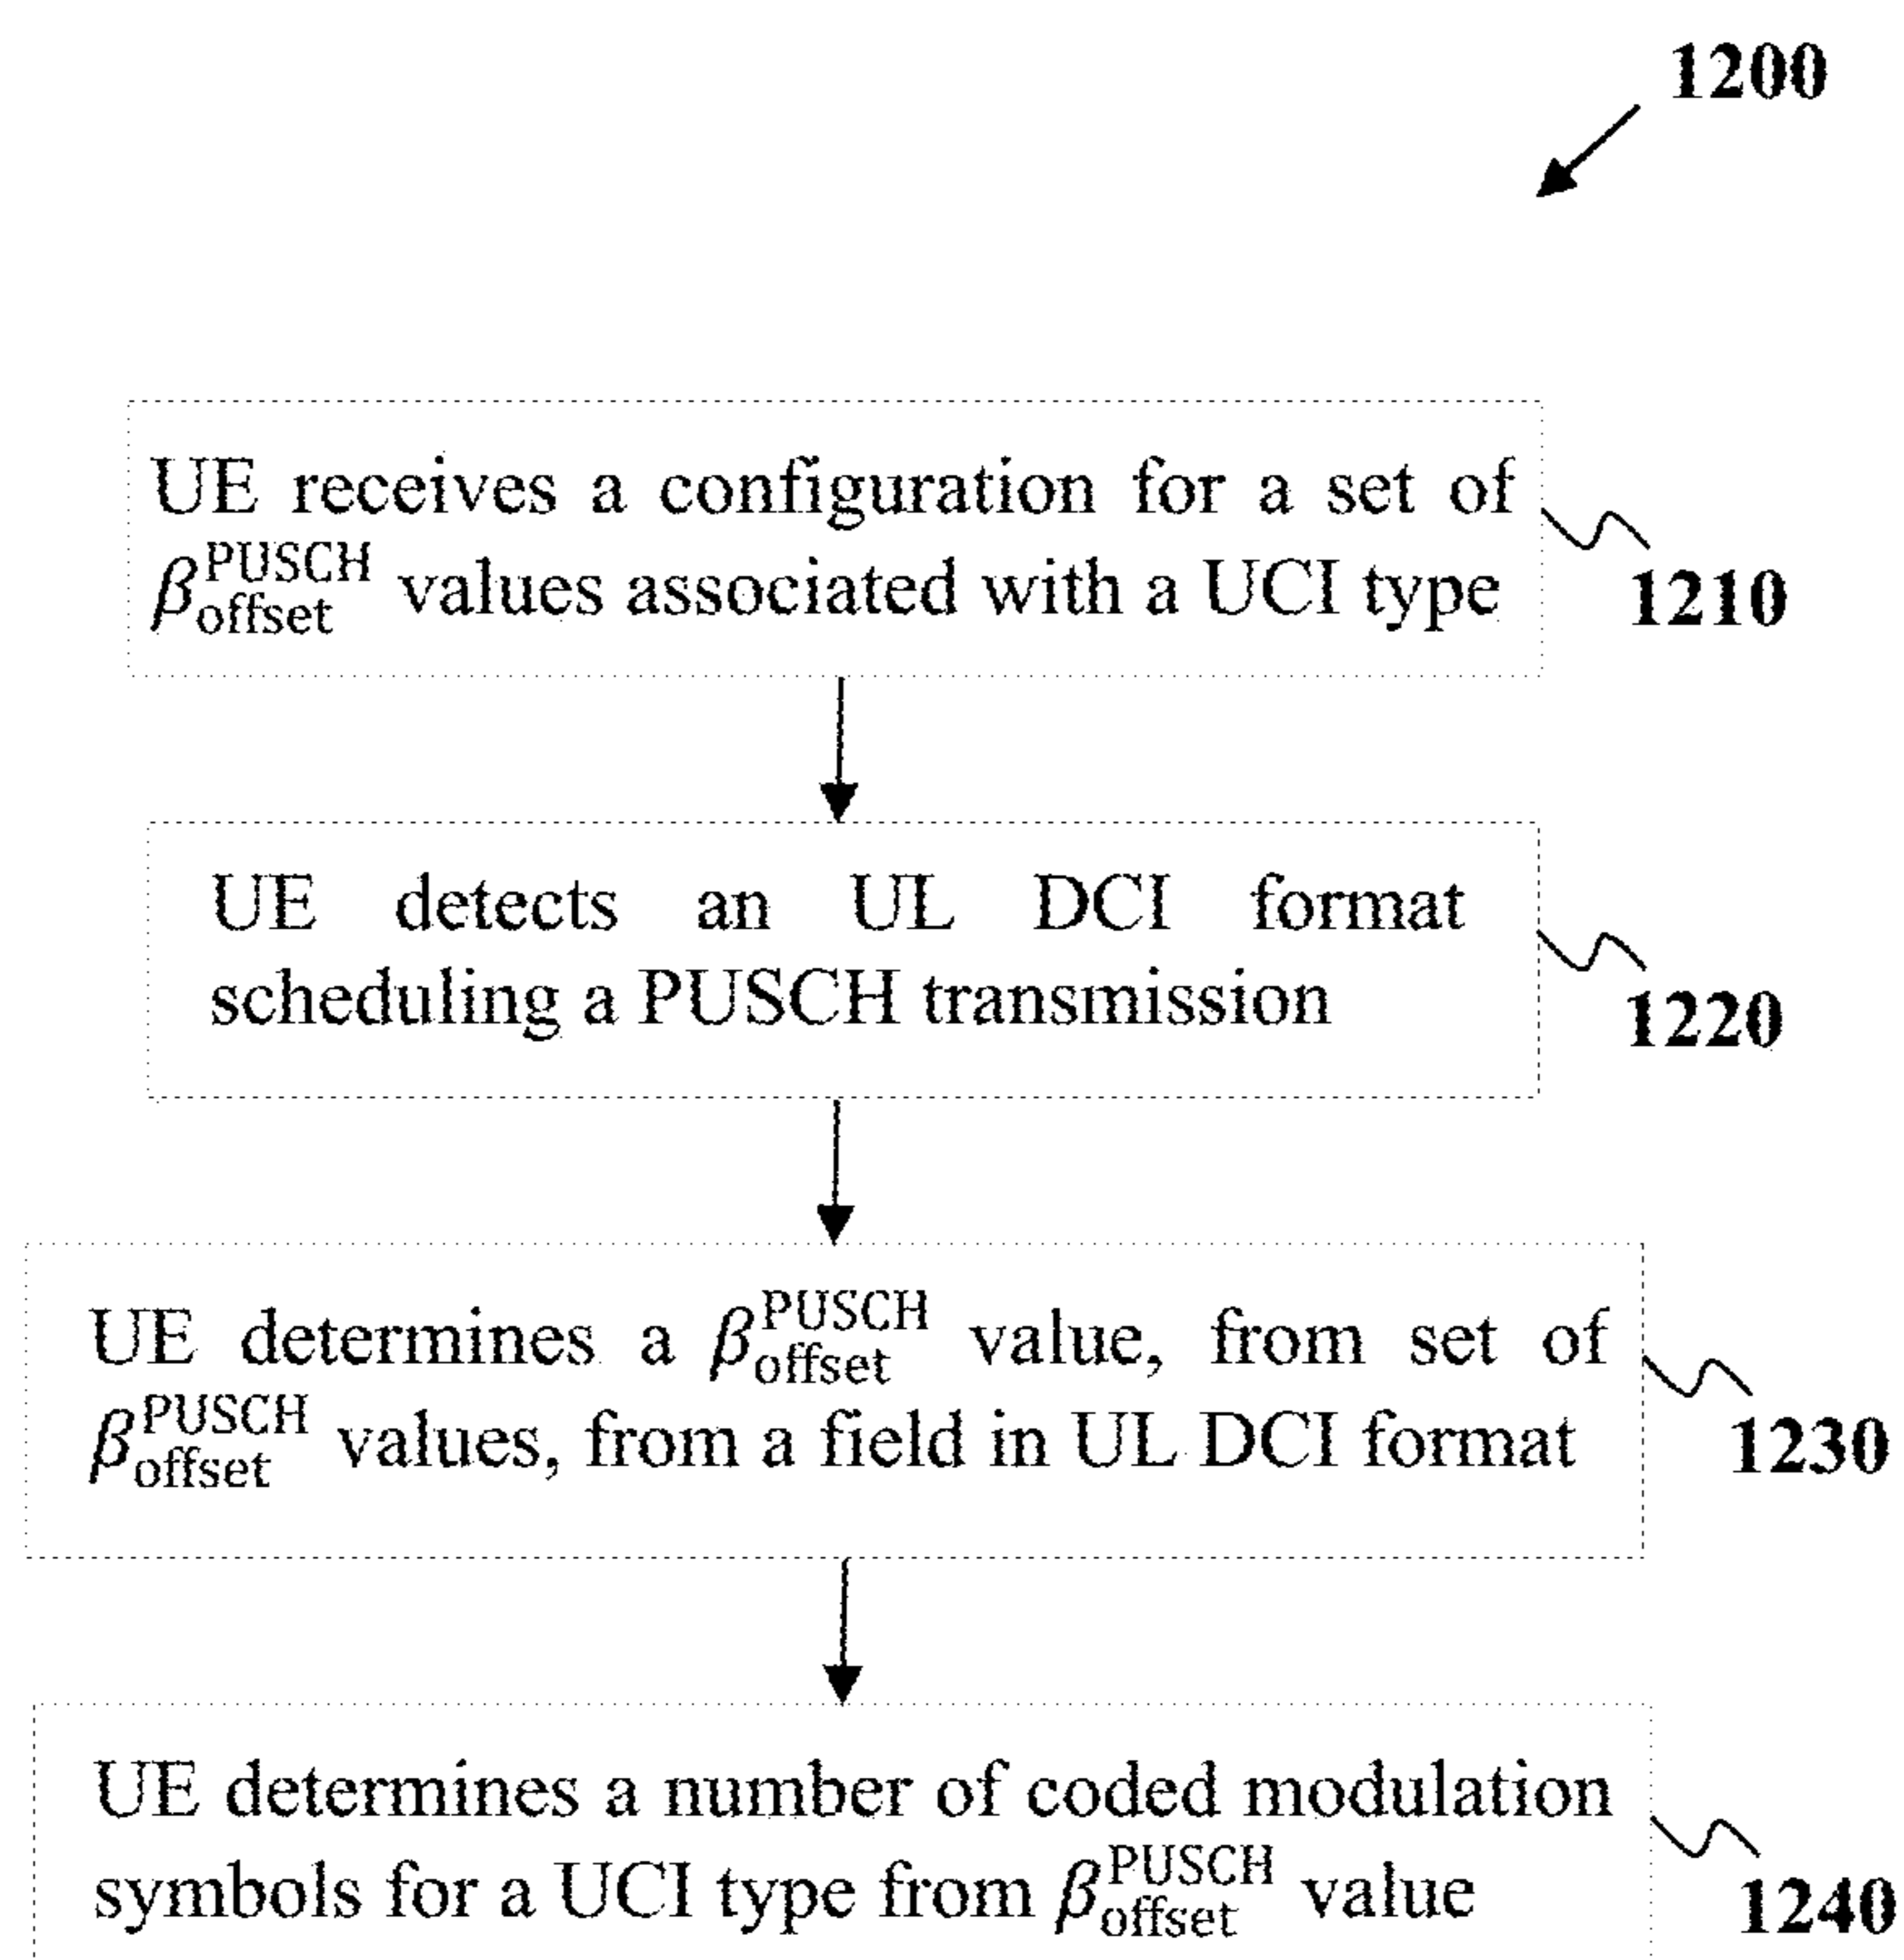 1200
UE receives a configuration for a set of
β_offset^PUSCH values associated with a UCI type
1210
UE detects an UL DCI format
scheduling a PUSCH transmission
1220
UE determines a β_offset^PUSCH value, from set of
β_offset^PUSCH values, from a field in UL DCI format
1230
UE determines a number of coded modulation
symbols for a UCI type from β_offset^PUSCH value
1240